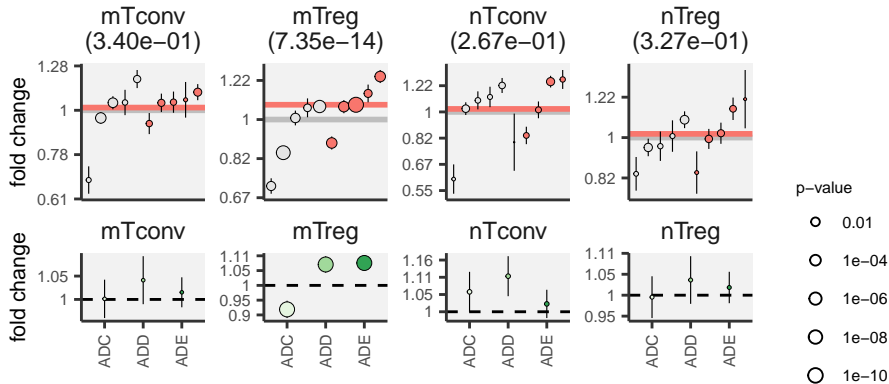 mTconv
(3.40e−01)
mTreg
(7.35e−14)
nTconv
(2.67e−01)
nTreg
(3.27e−01)
fold change
1.28
1
0.78
0.61
1.22
1
0.82
0.67
1.22
1
0.82
0.67
0.55
1.22
1
0.82
mTconv
mTreg
nTconv
nTreg
fold change
1.05
1
1.11
1.05
1
0.95
0.9
1.16
1.11
1.05
1
1.11
1.05
1
0.95
ADC
ADD
ADE
ADC
ADD
ADE
ADC
ADD
ADE
ADC
ADD
ADE
p−value
0.01
1e−04
1e−06
1e−08
1e−10